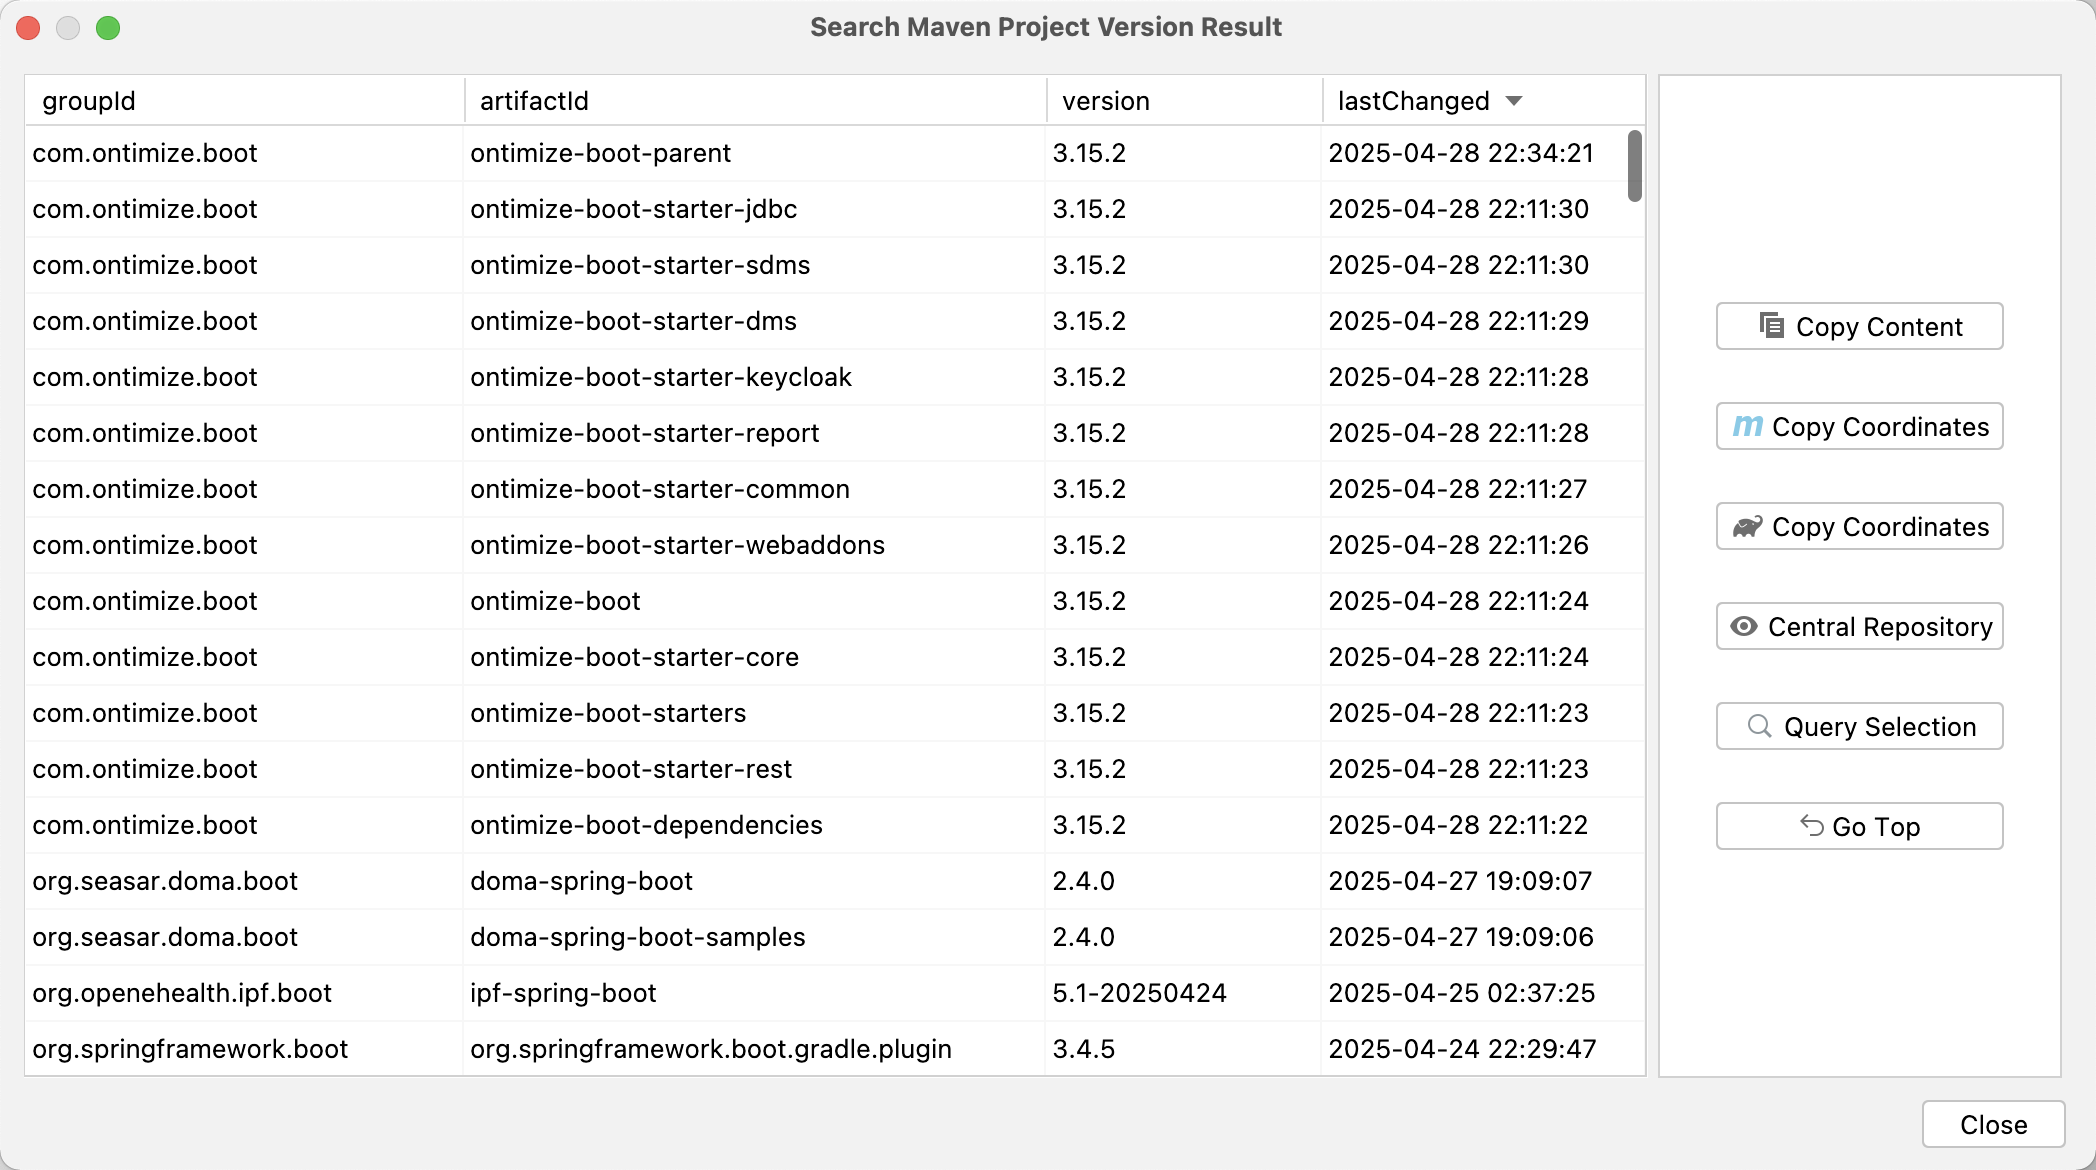 Search Maven Project Version Result
groupId artifactId version lastChanged
com.ontimize.boot ontimize-boot-parent 3.15.2 2025-04-28 22:34:21
com.ontimize.boot ontimize-boot-starter-jdbc 3.15.2 2025-04-28 22:11:30
com.ontimize.boot ontimize-boot-starter-sdms 3.15.2 2025-04-28 22:11:30
com.ontimize.boot ontimize-boot-starter-dms 3.15.2 2025-04-28 22:11:29
com.ontimize.boot ontimize-boot-starter-keycloak 3.15.2 2025-04-28 22:11:28
com.ontimize.boot ontimize-boot-starter-report 3.15.2 2025-04-28 22:11:28
com.ontimize.boot ontimize-boot-starter-common 3.15.2 2025-04-28 22:11:27
com.ontimize.boot ontimize-boot-starter-webaddons 3.15.2 2025-04-28 22:11:26
com.ontimize.boot ontimize-boot 3.15.2 2025-04-28 22:11:24
com.ontimize.boot ontimize-boot-starter-core 3.15.2 2025-04-28 22:11:24
com.ontimize.boot ontimize-boot-starters 3.15.2 2025-04-28 22:11:23
com.ontimize.boot ontimize-boot-starter-rest 3.15.2 2025-04-28 22:11:23
com.ontimize.boot ontimize-boot-dependencies 3.15.2 2025-04-28 22:11:22
org.seasar.doma.boot doma-spring-boot 2.4.0 2025-04-27 19:09:07
org.seasar.doma.boot doma-spring-boot-samples 2.4.0 2025-04-27 19:09:06
org.openehealth.ipf.boot ipf-spring-boot 5.1-20250424 2025-04-25 02:37:25
org.springframework.boot org.springframework.boot.gradle.plugin 3.4.5 2025-04-24 22:29:47
Copy Content
m Copy Coordinates
Copy Coordinates
Central Repository
Query Selection
Go Top
Close